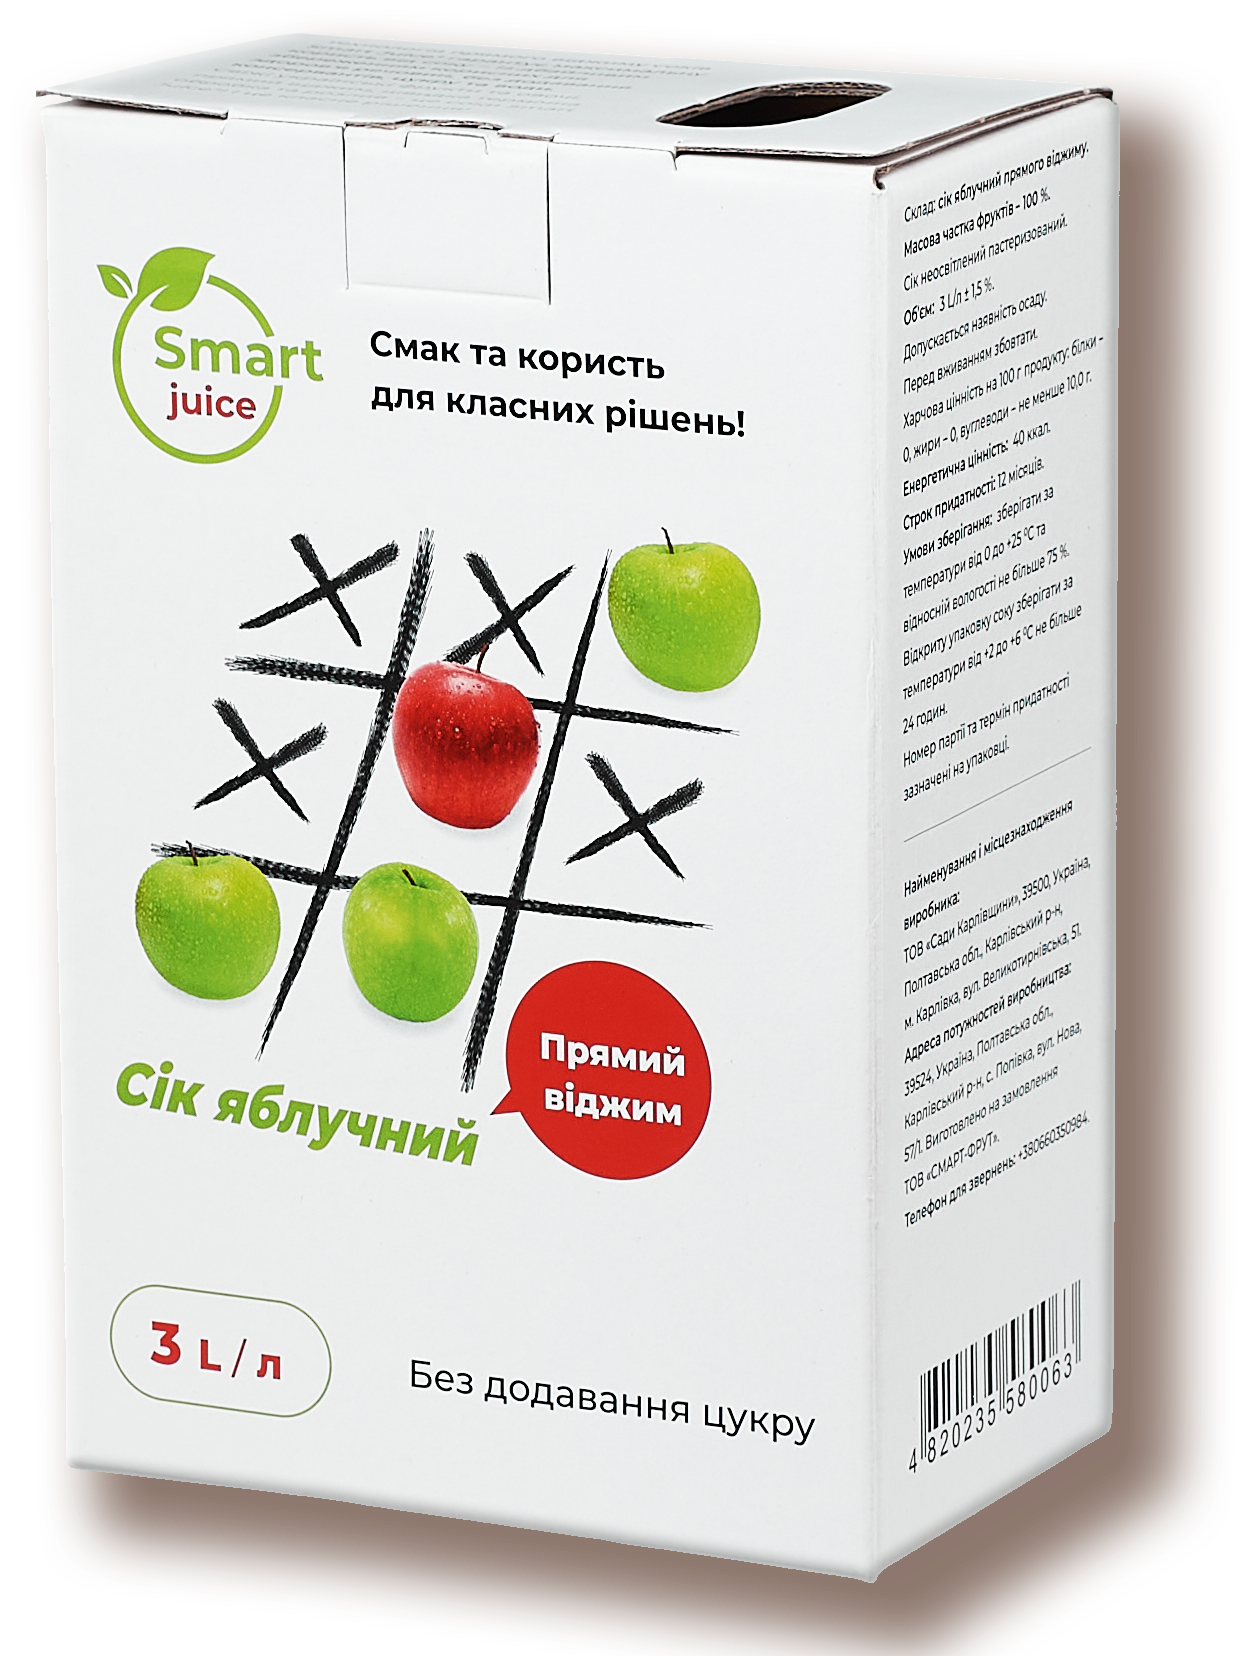 Smart
juice
Смак та користь
для класних рішень!
Сік яблучний
Прямий
віджим
3 L / л
Без додавання цукру
Склад: сік яблучний прямого віджиму.
Масова частка фруктів – 100 %.
Сік неосвітлений пастеризований.
Об'єм: 3 L/л ± 1,5 %.
Допускається наявність осаду.
Перед вживанням збовтати.
Харчова цінність на 100 г продукту: білки –
0, жири – 0, вуглеводи – не менше 10,0 г.
Енергетична цінність: 40 ккал.
Строк придатності: 12 місяців.
Умови зберігання: зберігати за
температури від 0 до +25 °C та
відносній вологості не більше 75 %.
Відкриту упаковку соку зберігати за
температури від +2 до +6 °C не більше
24 годин.
Номер партії та термін придатності
зазначені на упаковці.
Найменування і місцезнаходження
виробника:
ТОВ «Сади Карлівщини», 39500, Україна,
Полтавська обл., Карлівський р-н,
м. Карлівка, вул. Великотирнівська, 51.
Адреса потужностей виробництва:
39524, Україна, Полтавська обл.,
Карлівський р-н, с. Попівка, вул. Нова,
57/1. Виготовлено на замовлення
ТОВ «СМАРТ-ФРУТ».
Телефон для звернень: +380660350984.
4 820235 580063